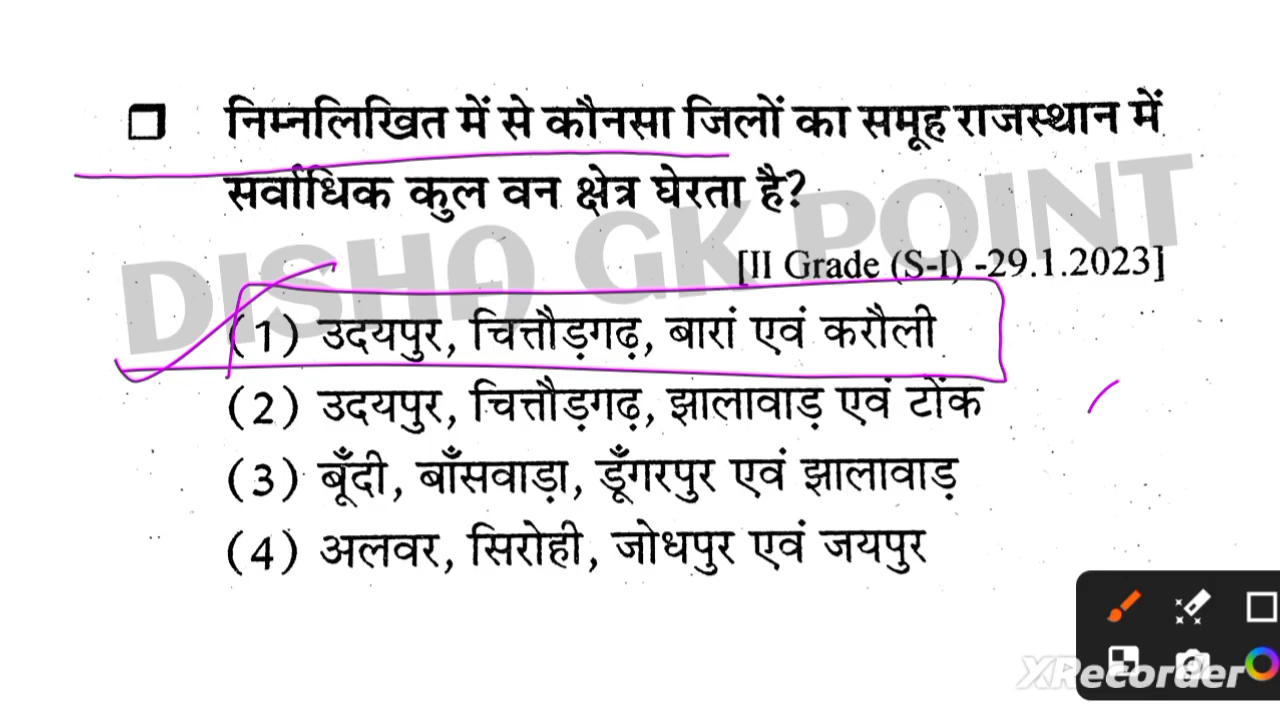 निम्नलिखित में से कौनसा जिलों का समूह राजस्थान में
सर्वाधिक कुल वन क्षेत्र घेरता है?
DISHA GK POINT
[II Grade (S-I) -29.1.2023]
(1) उदयपुर, चित्तौड़गढ़, बारां एवं करौली
(2) उदयपुर, चित्तौड़गढ़, झालावाड़ एवं टोंक
(3) बूँदी, बाँसवाड़ा, डूँगरपुर एवं झालावाड़
(4) अलवर, सिरोही, जोधपुर एवं जयपुर
XRecorder